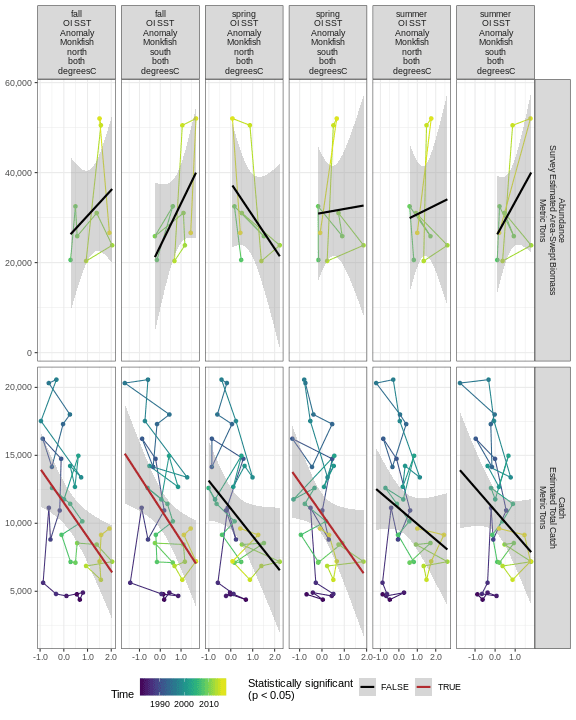 fall
OI SST
Anomaly
Monkfish
north
both
degreesC
fall
OI SST
Anomaly
Monkfish
south
both
degreesC
spring
OI SST
Anomaly
Monkfish
north
both
degreesC
spring
OI SST
Anomaly
Monkfish
south
both
degreesC
summer
OI SST
Anomaly
Monkfish
north
both
degreesC
summer
OI SST
Anomaly
Monkfish
south
both
degreesC
60,000
40,000
20,000
0
Abundance
Survey Estimated Area-Swept Biomass
Metric Tons
20,000
15,000
10,000
5,000
Catch
Estimated Total Catch
Metric Tons
-1.0 0.0 1.0 2.0
-1.0 0.0 1.0
-1.0 0.0 1.0 2.0
-1.0 0.0 1.0 2.0
-1.0 0.0 1.0 2.0
-1.0 0.0 1.0
Time
1990 2000 2010
Statistically significant
(p < 0.05)
FALSE
TRUE